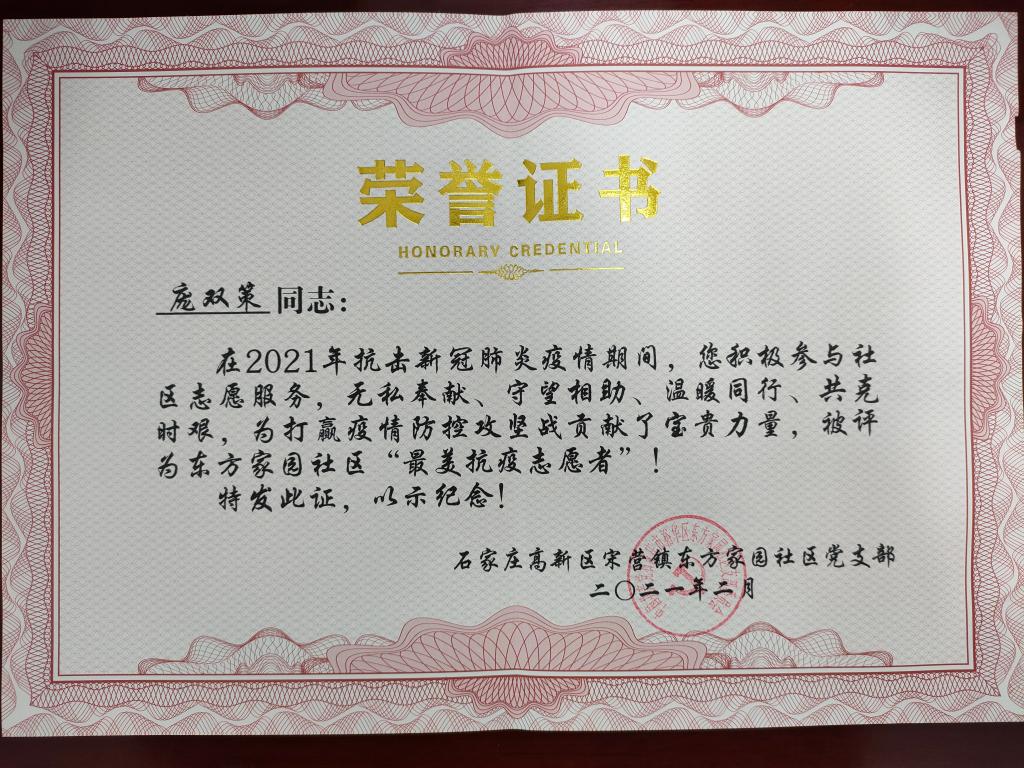 荣誉证书
HONORARY CREDENTIAL
庞双策 同志：
在2021年抗击新冠肺炎疫情期间，您积极参与社
区志愿服务，无私奉献、守望相助、温暖同行、共克
时艰，为打赢疫情防控攻坚战贡献了宝贵力量，被评
为东方家园社区“最美抗疫志愿者”！
特发此证，以示纪念！
石家庄高新区宋营镇东方家园社区党支部
二〇二一年二月